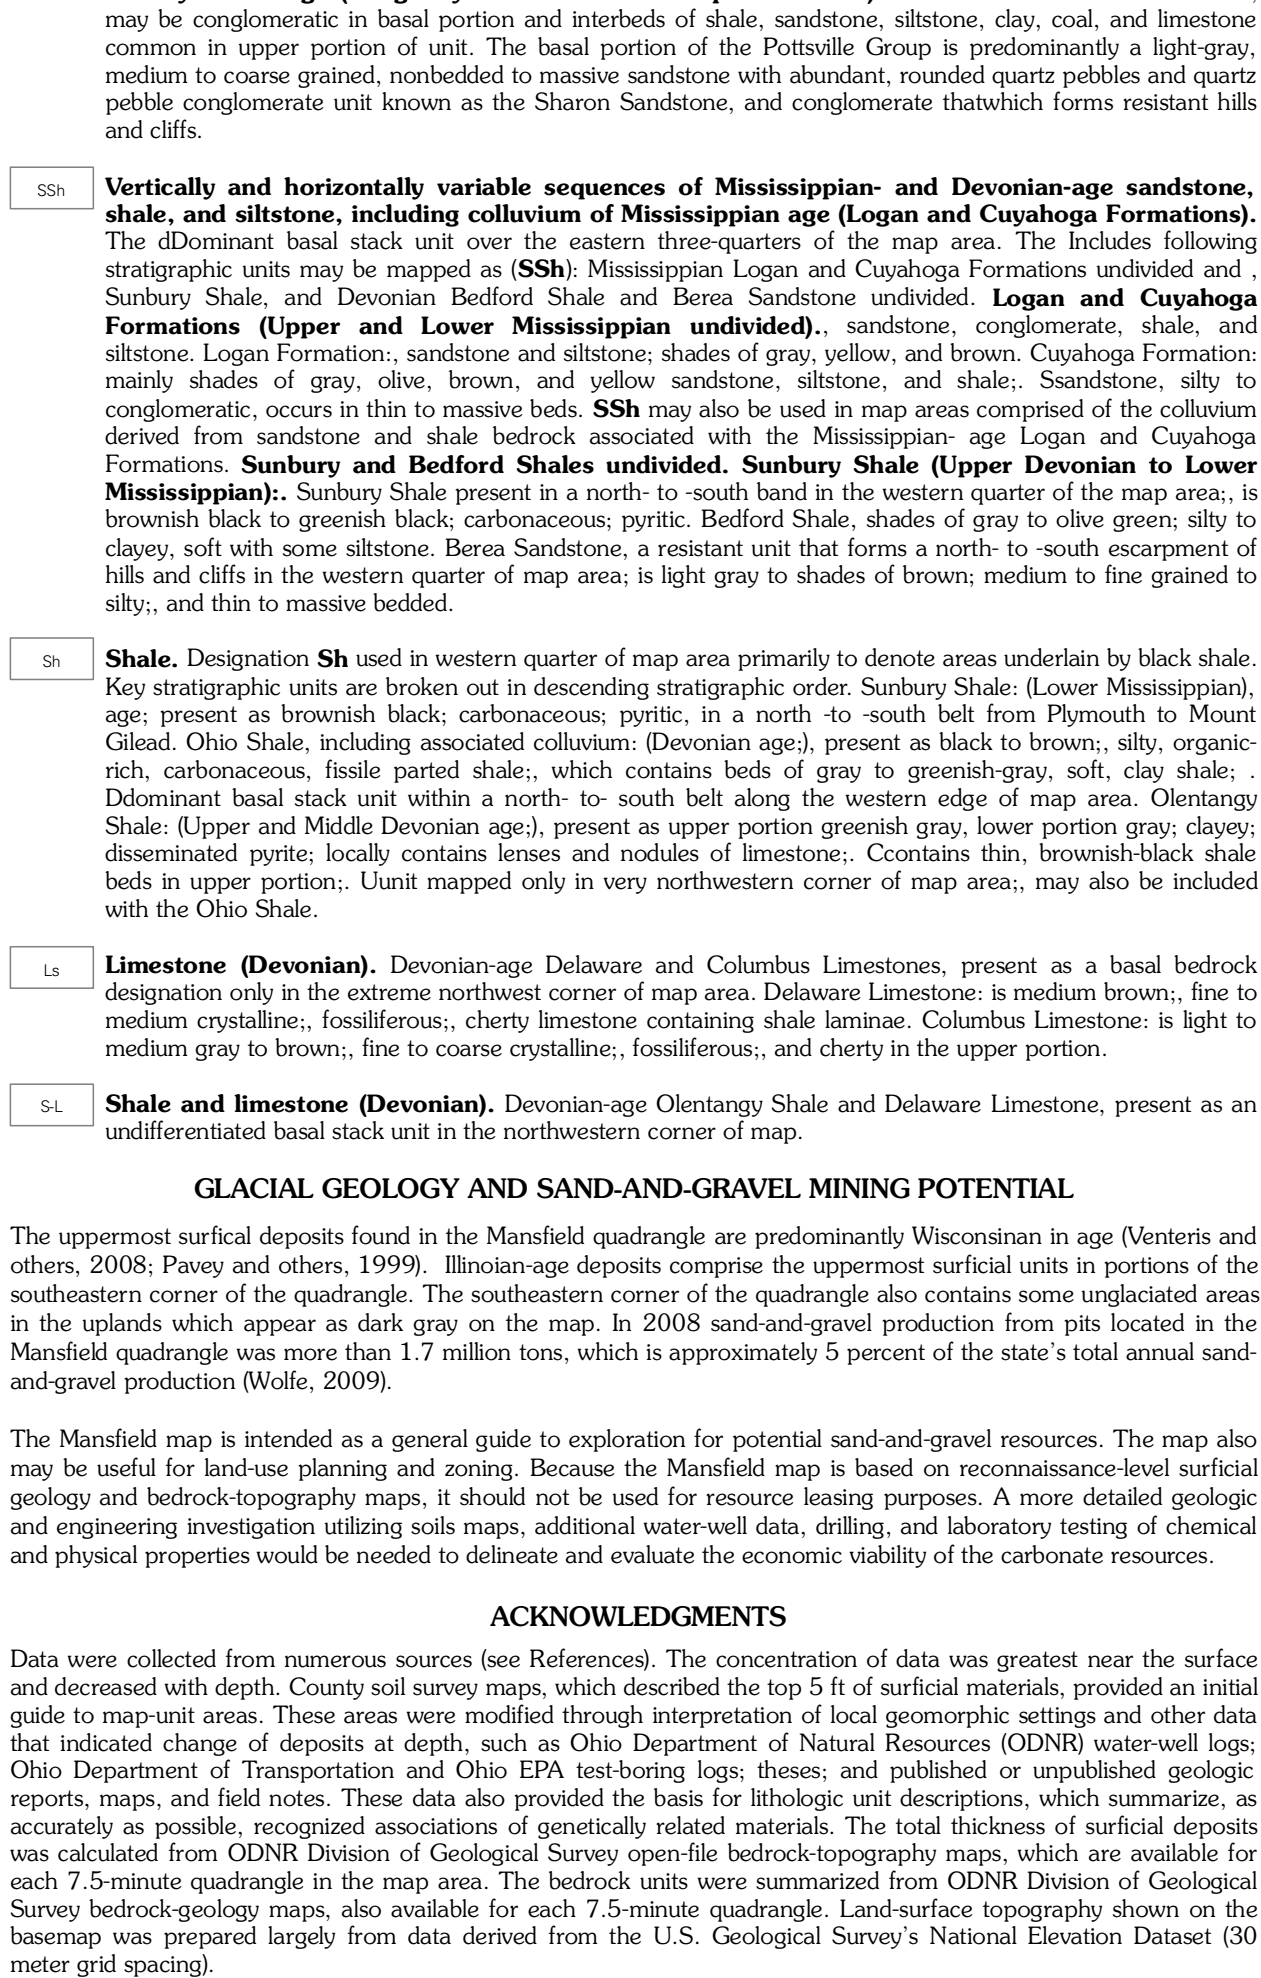 may be conglomeratic in basal portion and interbeds of shale, sandstone, siltstone, clay, coal, and limestone
common in upper portion of unit. The basal portion of the Pottsville Group is predominantly a light-gray,
medium to coarse grained, nonbedded to massive sandstone with abundant, rounded quartz pebbles and quartz
pebble conglomerate unit known as the Sharon Sandstone, and conglomerate thatwhich forms resistant hills
and cliffs.
SSh
Vertically and horizontally variable sequences of Mississippian- and Devonian-age sandstone,
shale, and siltstone, including colluvium of Mississippian age (Logan and Cuyahoga Formations).
The dDominant basal stack unit over the eastern three-quarters of the map area. The Includes following
stratigraphic units may be mapped as (SSh): Mississippian Logan and Cuyahoga Formations undivided and ,
Sunbury Shale, and Devonian Bedford Shale and Berea Sandstone undivided. Logan and Cuyahoga
Formations (Upper and Lower Mississippian undivided)., sandstone, conglomerate, shale, and
siltstone. Logan Formation:, sandstone and siltstone; shades of gray, yellow, and brown. Cuyahoga Formation:
mainly shades of gray, olive, brown, and yellow sandstone, siltstone, and shale;. Ssandstone, silty to
conglomeratic, occurs in thin to massive beds. SSh may also be used in map areas comprised of the colluvium
derived from sandstone and shale bedrock associated with the Mississippian- age Logan and Cuyahoga
Formations. Sunbury and Bedford Shales undivided. Sunbury Shale (Upper Devonian to Lower
Mississippian):. Sunbury Shale present in a north- to -south band in the western quarter of the map area;, is
brownish black to greenish black; carbonaceous; pyritic. Bedford Shale, shades of gray to olive green; silty to
clayey, soft with some siltstone. Berea Sandstone, a resistant unit that forms a north- to -south escarpment of
hills and cliffs in the western quarter of map area; is light gray to shades of brown; medium to fine grained to
silty;, and thin to massive bedded.
Sh
Shale. Designation Sh used in western quarter of map area primarily to denote areas underlain by black shale.
Key stratigraphic units are broken out in descending stratigraphic order. Sunbury Shale: (Lower Mississippian),
age; present as brownish black; carbonaceous; pyritic, in a north -to -south belt from Plymouth to Mount
Gilead. Ohio Shale, including associated colluvium: (Devonian age;), present as black to brown;, silty, organic-
rich, carbonaceous, fissile parted shale;, which contains beds of gray to greenish-gray, soft, clay shale; .
Ddominant basal stack unit within a north- to- south belt along the western edge of map area. Olentangy
Shale: (Upper and Middle Devonian age;), present as upper portion greenish gray, lower portion gray; clayey;
disseminated pyrite; locally contains lenses and nodules of limestone;. Ccontains thin, brownish-black shale
beds in upper portion;. Uunit mapped only in very northwestern corner of map area;, may also be included
with the Ohio Shale.
Ls
Limestone (Devonian). Devonian-age Delaware and Columbus Limestones, present as a basal bedrock
designation only in the extreme northwest corner of map area. Delaware Limestone: is medium brown;, fine to
medium crystalline;, fossiliferous;, cherty limestone containing shale laminae. Columbus Limestone: is light to
medium gray to brown;, fine to coarse crystalline;, fossiliferous;, and cherty in the upper portion.
S-L
Shale and limestone (Devonian). Devonian-age Olentangy Shale and Delaware Limestone, present as an
undifferentiated basal stack unit in the northwestern corner of map.
GLACIAL GEOLOGY AND SAND-AND-GRAVEL MINING POTENTIAL
The uppermost surfical deposits found in the Mansfield quadrangle are predominantly Wisconsinan in age (Venteris and
others, 2008; Pavey and others, 1999). Illinoian-age deposits comprise the uppermost surficial units in portions of the
southeastern corner of the quadrangle. The southeastern corner of the quadrangle also contains some unglaciated areas
in the uplands which appear as dark gray on the map. In 2008 sand-and-gravel production from pits located in the
Mansfield quadrangle was more than 1.7 million tons, which is approximately 5 percent of the state's total annual sand-
and-gravel production (Wolfe, 2009).
The Mansfield map is intended as a general guide to exploration for potential sand-and-gravel resources. The map also
may be useful for land-use planning and zoning. Because the Mansfield map is based on reconnaissance-level surficial
geology and bedrock-topography maps, it should not be used for resource leasing purposes. A more detailed geologic
and engineering investigation utilizing soils maps, additional water-well data, drilling, and laboratory testing of chemical
and physical properties would be needed to delineate and evaluate the economic viability of the carbonate resources.
ACKNOWLEDGMENTS
Data were collected from numerous sources (see References). The concentration of data was greatest near the surface
and decreased with depth. County soil survey maps, which described the top 5 ft of surficial materials, provided an initial
guide to map-unit areas. These areas were modified through interpretation of local geomorphic settings and other data
that indicated change of deposits at depth, such as Ohio Department of Natural Resources (ODNR) water-well logs;
Ohio Department of Transportation and Ohio EPA test-boring logs; theses; and published or unpublished geologic
reports, maps, and field notes. These data also provided the basis for lithologic unit descriptions, which summarize, as
accurately as possible, recognized associations of genetically related materials. The total thickness of surficial deposits
was calculated from ODNR Division of Geological Survey open-file bedrock-topography maps, which are available for
each 7.5-minute quadrangle in the map area. The bedrock units were summarized from ODNR Division of Geological
Survey bedrock-geology maps, also available for each 7.5-minute quadrangle. Land-surface topography shown on the
basemap was prepared largely from data derived from the U.S. Geological Survey's National Elevation Dataset (30
meter grid spacing).